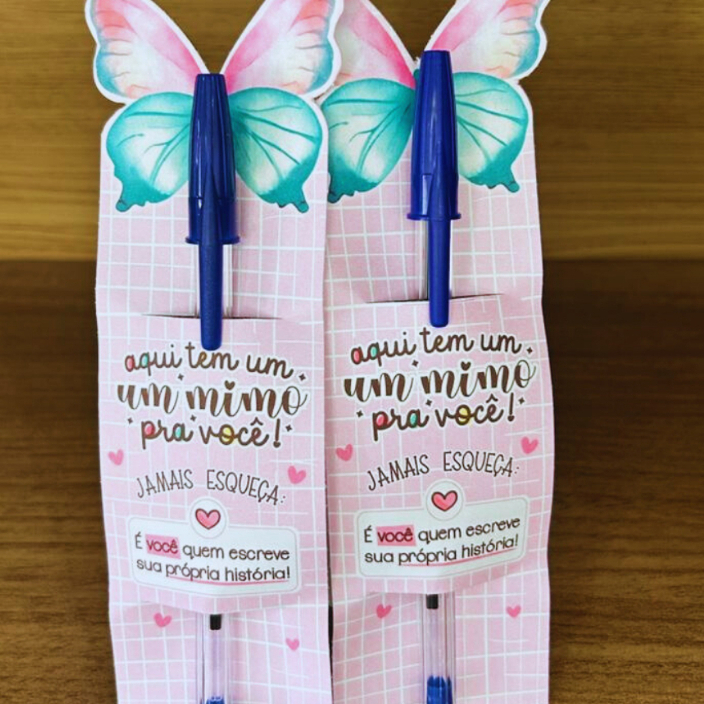 aqui tem um
um mimo
pra você!
JAMAIS ESQUEÇA:
É você quem escreve
sua própria história!
aqui tem um
um mimo
pra você!
JAMAIS ESQUEÇA:
É você quem escreve
sua própria história!